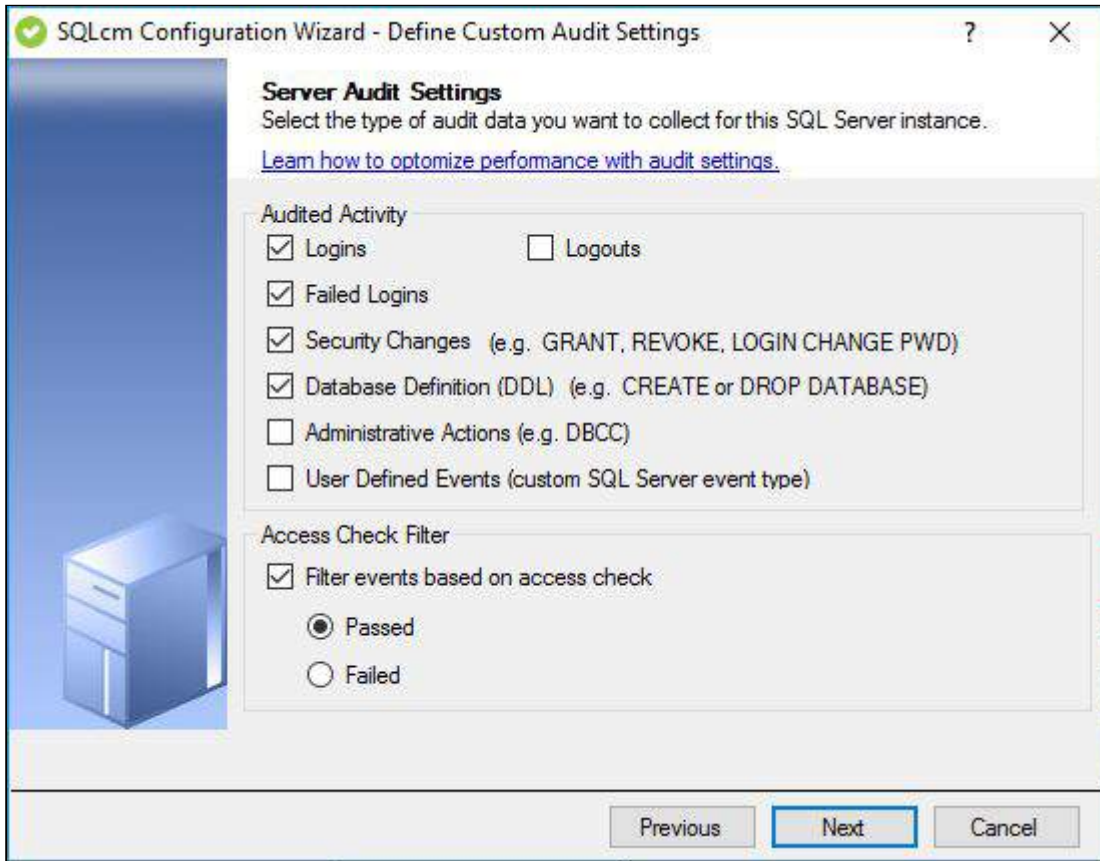 SQLcm Configuration Wizard - Define Custom Audit Settings ?
Server Audit Settings
Select the type of audit data you want to collect for this SQL Server instance.
Learn how to optomize performance with audit settings.
Audited Activity
Logins Logouts
Failed Logins
Security Changes (e.g. GRANT, REVOKE, LOGIN CHANGE PWD)
Database Definition (DDL) (e.g. CREATE or DROP DATABASE)
Administrative Actions (e.g. DBCC)
User Defined Events (custom SQL Server event type)
Access Check Filter
Filter events based on access check
Passed
Failed
Previous Next Cancel